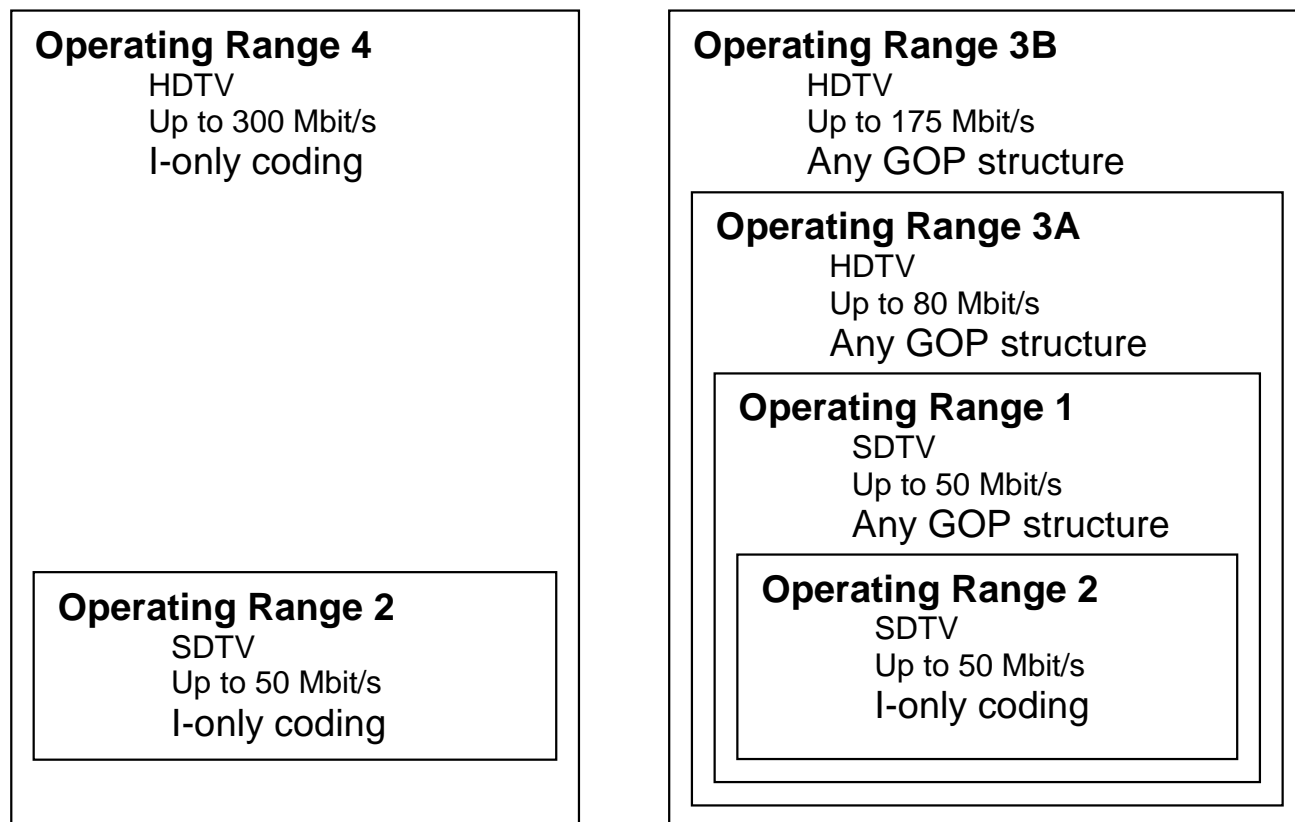 Operating Range 4
HDTV
Up to 300 Mbit/s
I-only coding
Operating Range 2
SDTV
Up to 50 Mbit/s
I-only coding
Operating Range 3B
HDTV
Up to 175 Mbit/s
Any GOP structure
Operating Range 3A
HDTV
Up to 80 Mbit/s
Any GOP structure
Operating Range 1
SDTV
Up to 50 Mbit/s
Any GOP structure
Operating Range 2
SDTV
Up to 50 Mbit/s
I-only coding